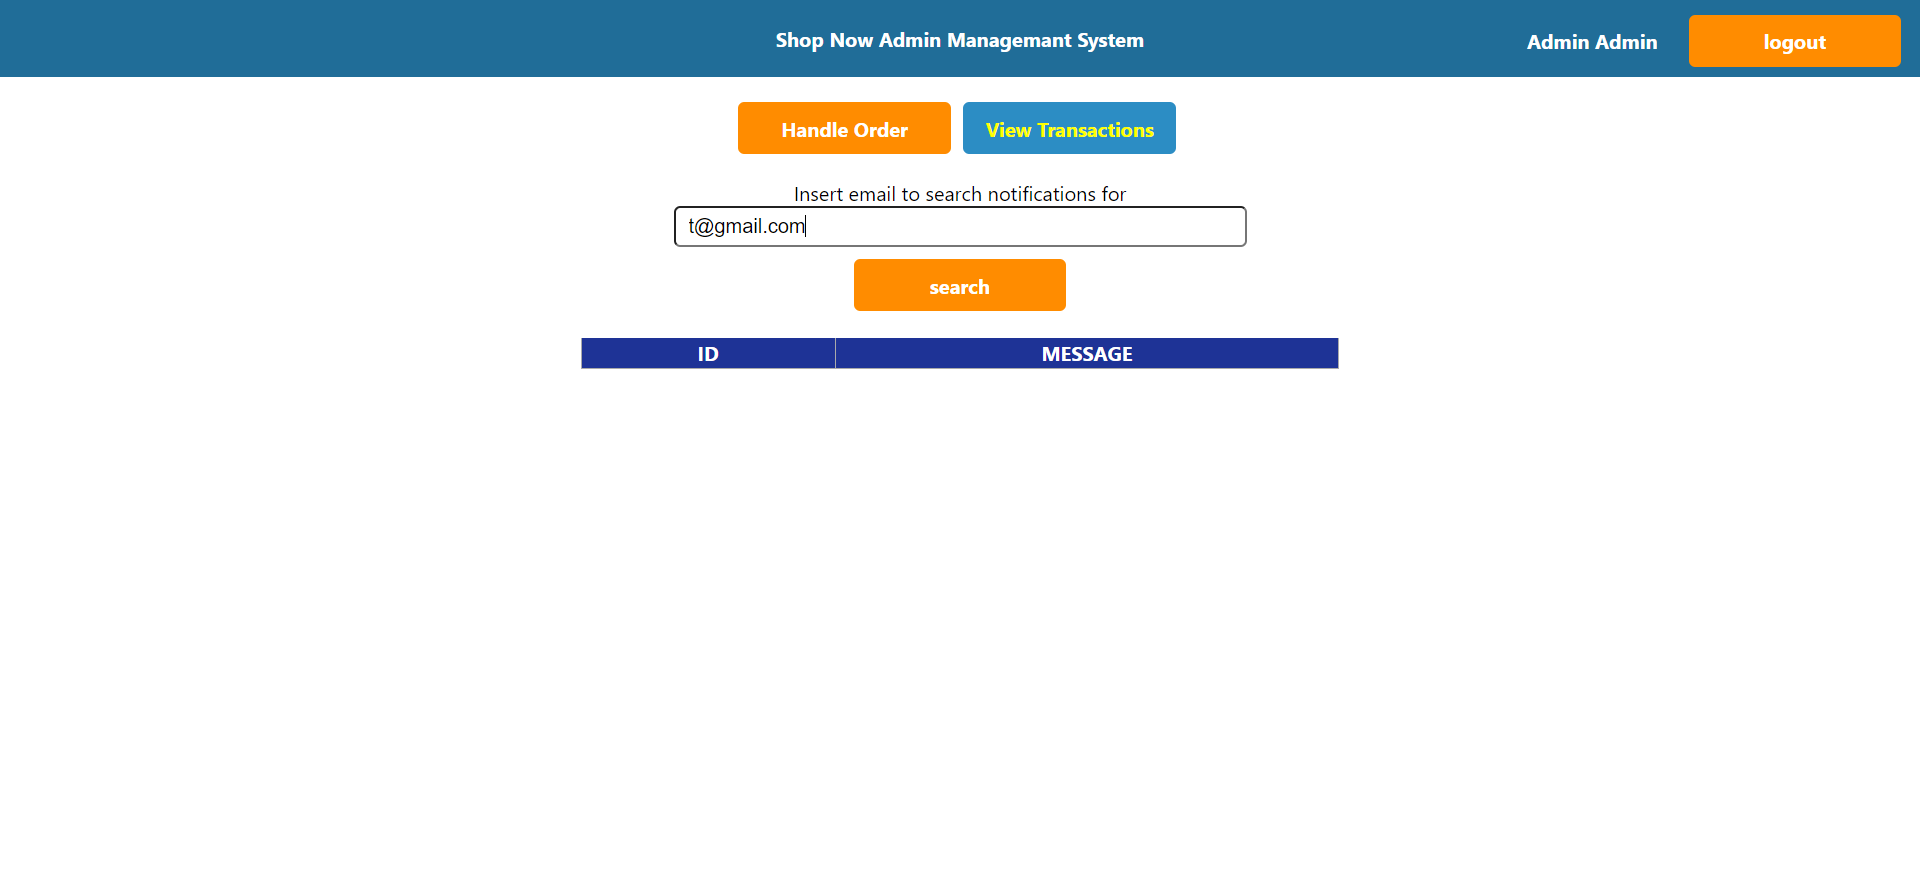 Shop Now Admin Managemant System
Admin Admin
logout
Handle Order
View Transactions
Insert email to search notifications for
t@gmail.com
search
ID MESSAGE